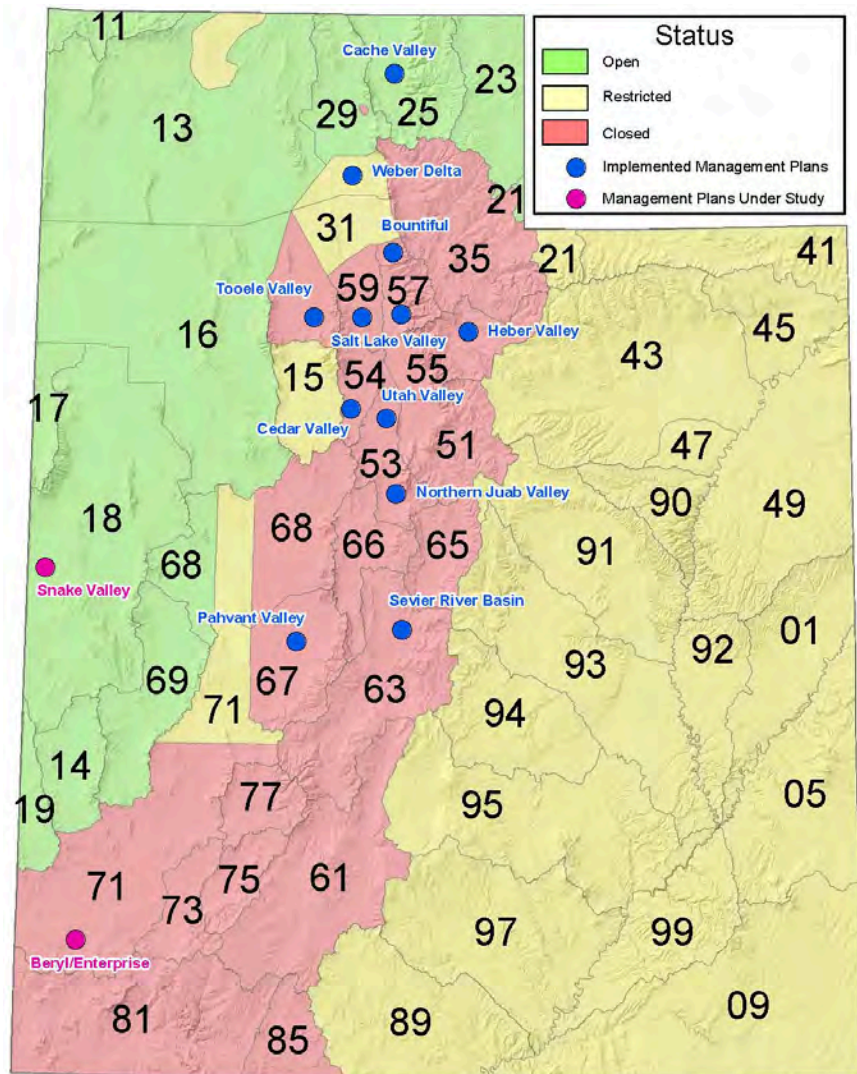 Status
Open
Restricted
Closed
Implemented Management Plans
Management Plans Under Study
11
Cache Valley
23
13
29
25
Weber Delta
21
31
Bountiful
35
21
41
Tooele Valley
59
57
16
Salt Lake Valley
Heber Valley
45
43
15
54
55
17
Utah Valley
Cedar Valley
51
47
53
Northern Juab Valley
90
49
18
68
66
65
91
68
Snake Valley
Pahvant Valley
Sevier River Basin
01
92
69
67
63
93
71
94
14
77
95
05
19
71
75
61
73
97
99
Beryl/Enterprise
81
85
89
09